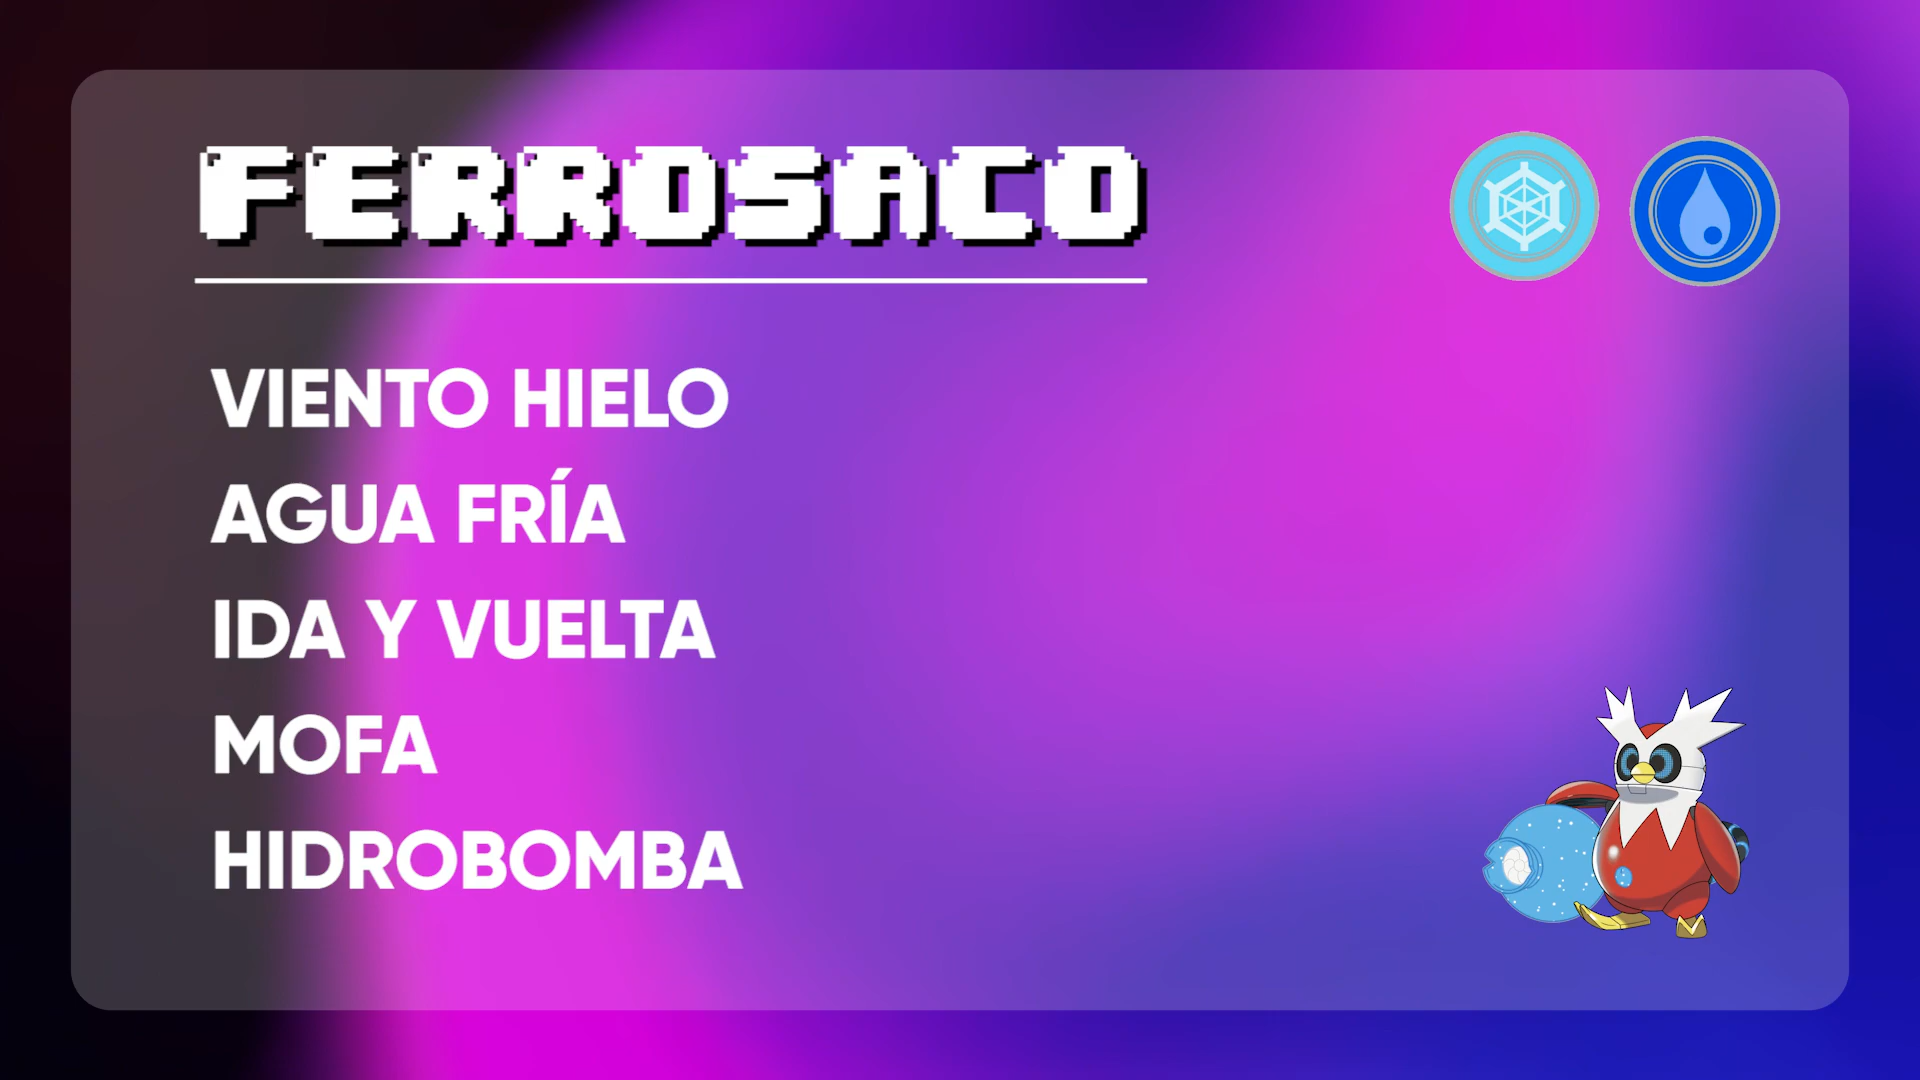 FERROSACO
VIENTO HIELO
AGUA FRÍA
IDA Y VUELTA
MOFA
HIDROBOMBA